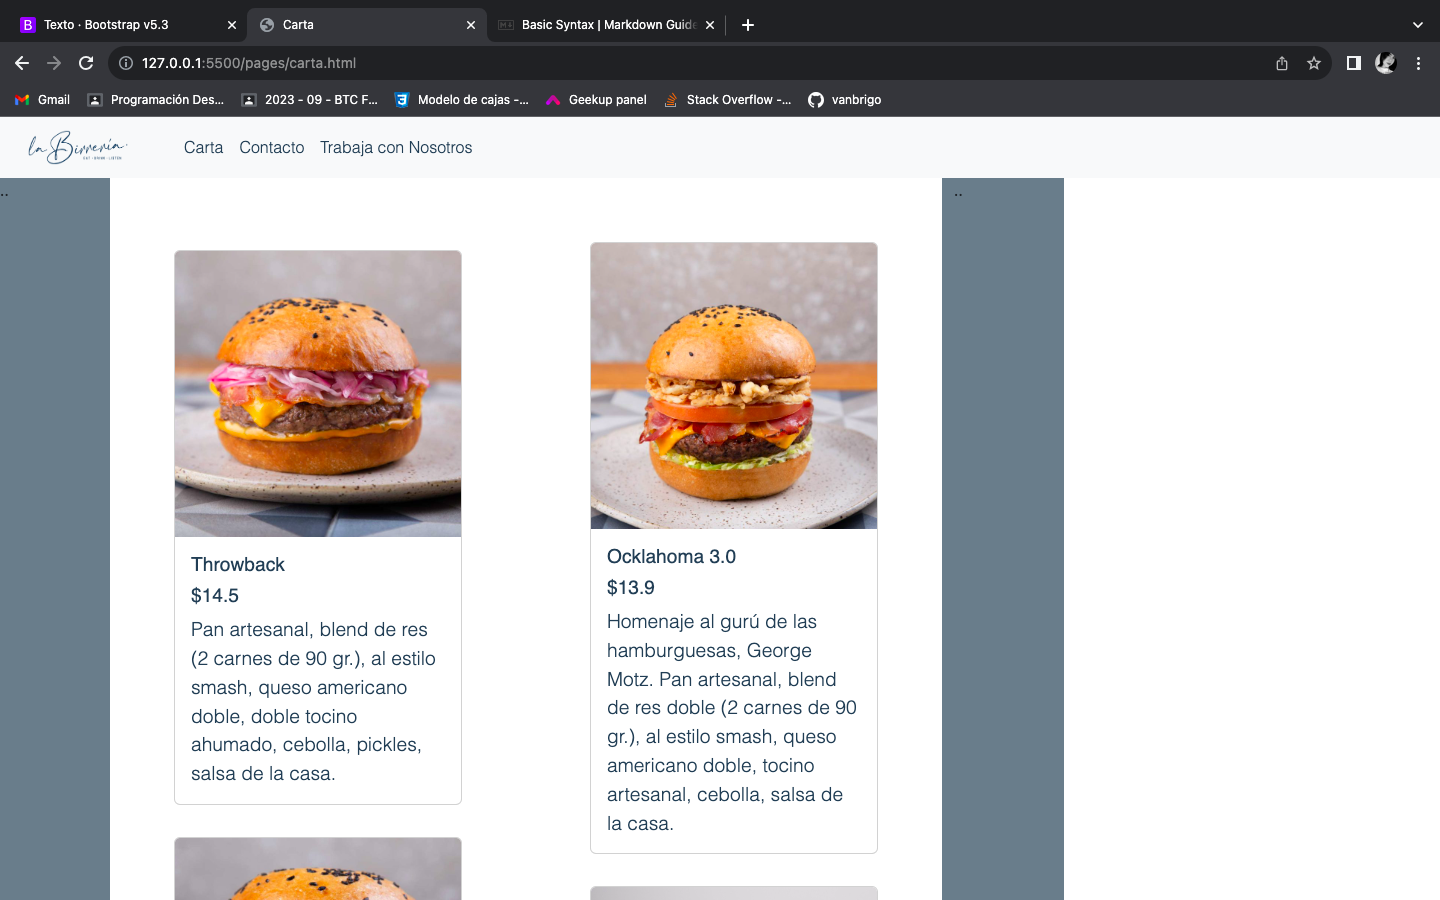 Texto · Bootstrap v5.3
Carta
Basic Syntax | Markdown Guide
127.0.0.1:5500/pages/carta.html
Gmail
Programación Des...
2023 - 09 - BTC F...
Modelo de cajas -...
Geekup panel
Stack Overflow -...
vanbrigo
la Birrería
EAT · DRINK · LISTEN
Carta
Contacto
Trabaja con Nosotros
..
..
Throwback
$14.5
Pan artesanal, blend de res
(2 carnes de 90 gr.), al estilo
smash, queso americano
doble, doble tocino
ahumado, cebolla, pickles,
salsa de la casa.
Ocklahoma 3.0
$13.9
Homenaje al gurú de las
hamburguesas, George
Motz. Pan artesanal, blend
de res doble (2 carnes de 90
gr.), al estilo smash, queso
americano doble, tocino
artesanal, cebolla, salsa de
la casa.